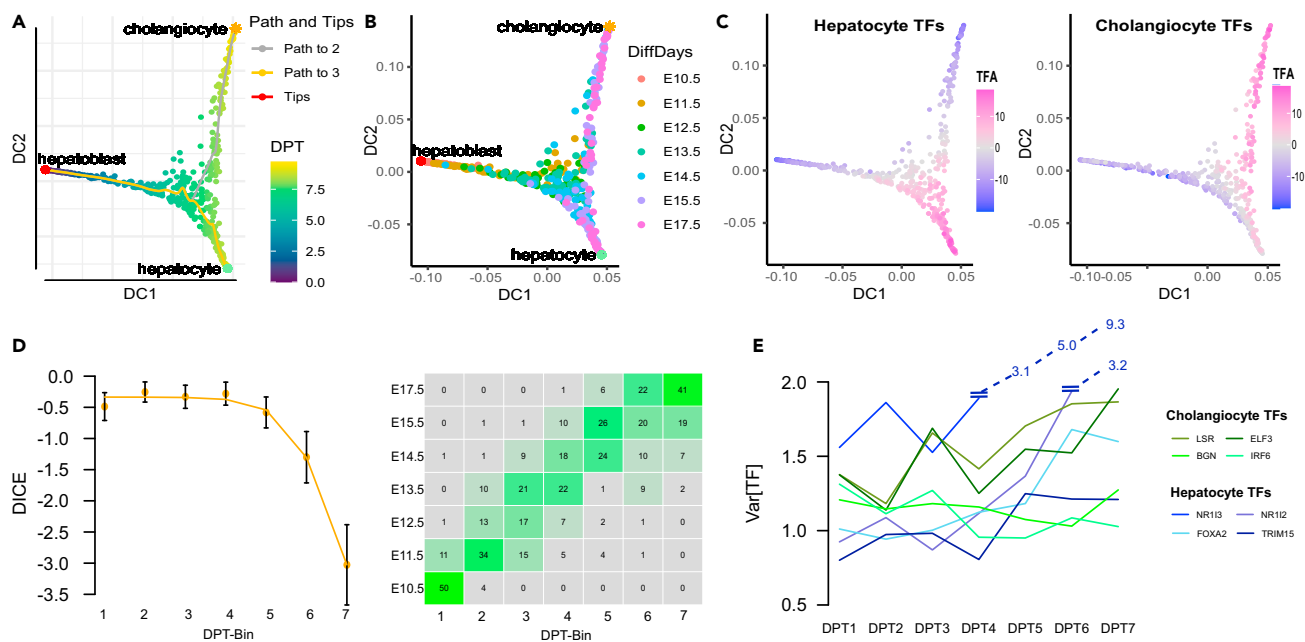 A
cholangiocyte
hepatoblast
hepatocyte
DC2
DC1
Path and Tips
Path to 2
Path to 3
Tips
DPT
7.5
5.0
2.5
0.0
B
cholangiocyte
hepatoblast
hepatocyte
DC2
0.10
0.05
0.00
-0.05
-0.10
-0.05
0.00
0.05
DC1
DiffDays
E10.5
E11.5
E12.5
E13.5
E14.5
E15.5
E17.5
C
Hepatocyte TFs
DC2
0.10
0.05
0.00
-0.05
-0.10
-0.05
0.00
0.05
DC1
TFA
10
0
-10
Cholangiocyte TFs
DC2
0.10
0.05
0.00
-0.05
-0.10-0.05
0.00
0.05
DC1
TFA
10
0
-10
D
DICE
0.0
-0.5
-1.0
-1.5
-2.0
-2.5
-3.0
-3.5
1 2 3 4 5 6 7
DPT-Bin
E17.5 0 0 0 1 6 22 41
E15.5 0 1 1 10 26 20 19
E14.5 1 1 9 18 24 10 7
E13.5 0 10 21 22 1 9 2
E12.5 1 13 17 7 2 1 0
E11.5 11 34 15 5 4 1 0
E10.5 50 4 0 0 0 0 0
1 2 3 4 5 6 7
DPT-Bin
E
Var[TF]
2.0
1.5
1.0
0.5
DPT1 DPT2 DPT3 DPT4 DPT5 DPT6 DPT7
3.1
5.0
9.3
3.2
Cholangiocyte TFs
LSR ELF3
BGN IRF6
Hepatocyte TFs
NR1I3 NR1I2
FOXA2 TRIM15